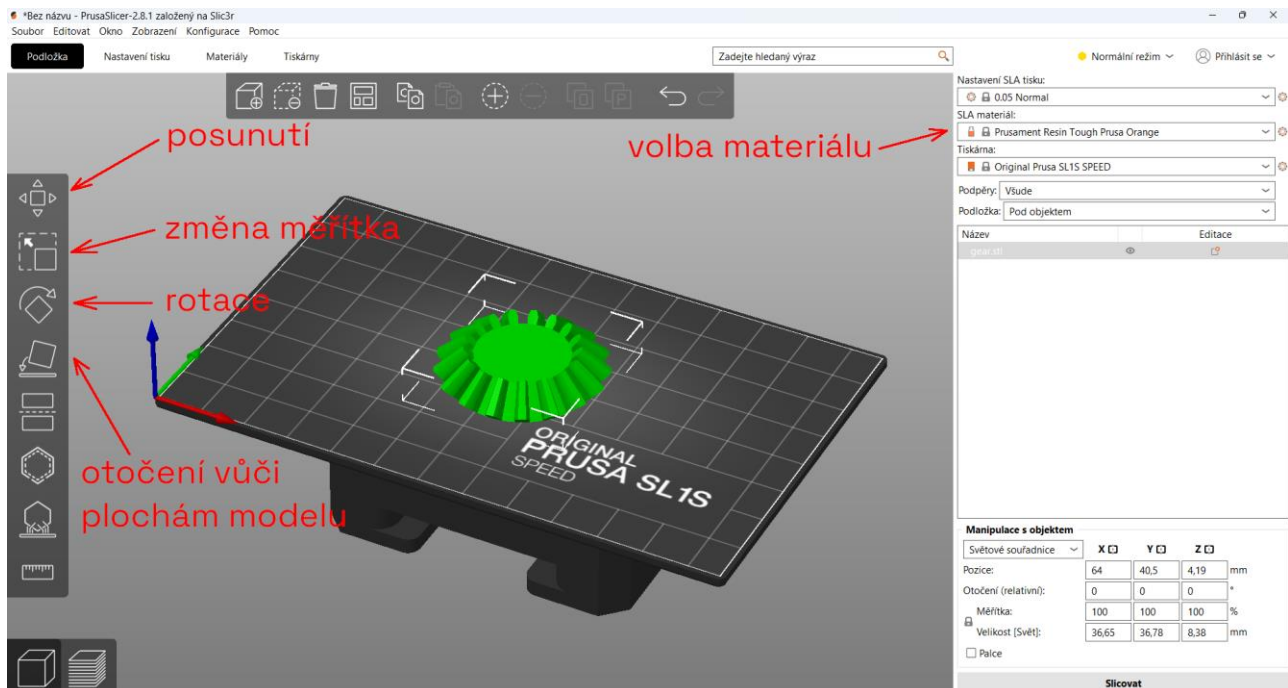 *Bez názvu - PrusaSlicer-2.8.1 založený na Slic3r
Soubor Editovat Okno Zobrazení Konfigurace Pomoc
Podložka Nastavení tisku Materiály Tiskárny Zadejte hledaný výraz Normální režim Přihlásit se
Nastavení SLA tisku:
0.05 Normal
SLA materiál:
Prusament Resin Tough Prusa Orange
Tiskárna:
Original Prusa SL1S SPEED
Podpěry: Všude
Podložka: Pod objektem
Název Editace
gear.stl
posunutí
volba materiálu
změna měřítka
rotace
otočení vůči
plochám modelu
ORIGINAL
PRUSA SL1S
SPEED
Manipulace s objektem
Světové souřadnice X Y Z
Pozice: 64 40,5 4,19 mm
Otočení (relativní): 0 0 0 °
Měřítka: 100 100 100 %
Velikost [Svět]: 36,65 36,78 8,38 mm
Palce
Slicovat